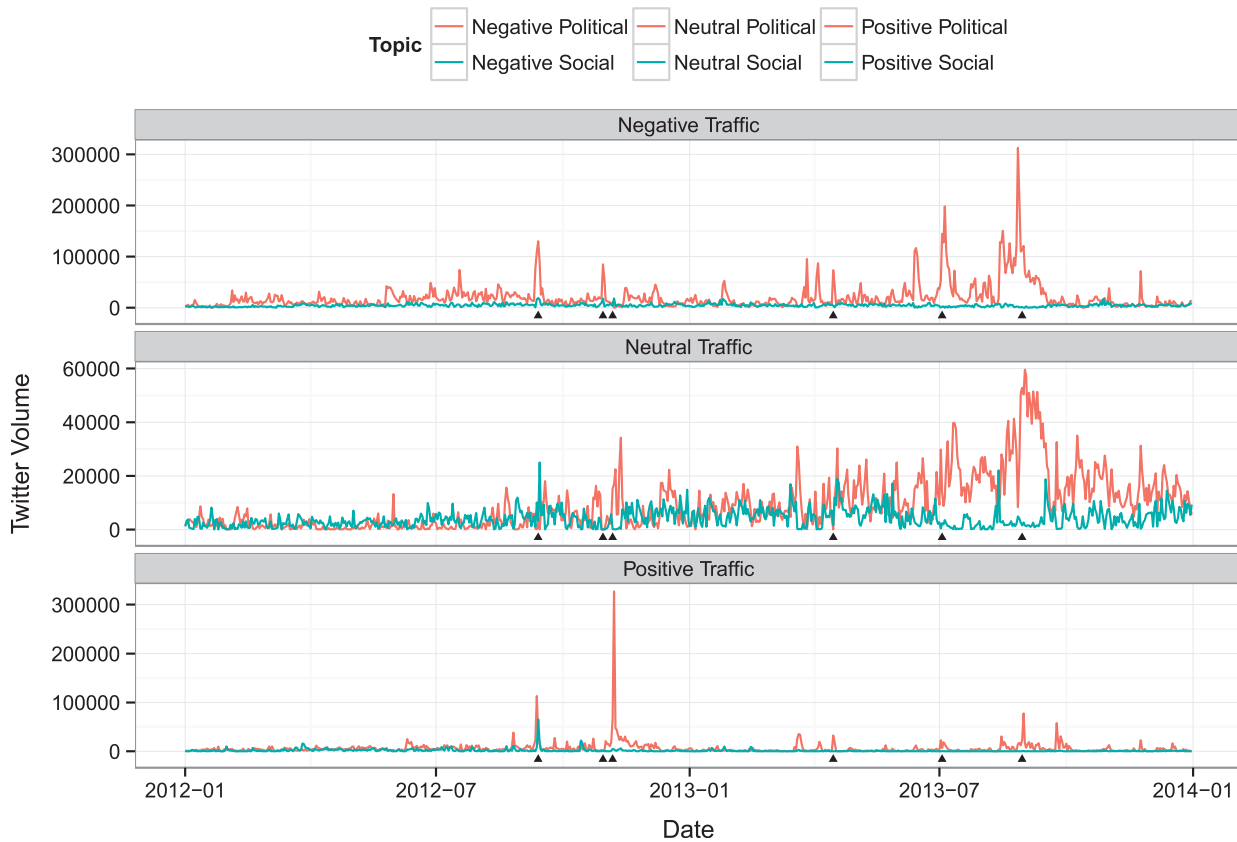 Topic
Negative Political Neutral Political Positive Political
Negative Social Neutral Social Positive Social
Negative Traffic
300000
200000
100000
0
Neutral Traffic
60000
40000
20000
0
Positive Traffic
300000
200000
100000
0
Twitter Volume
2012−01 2012−07 2013−01 2013−07 2014−01
Date